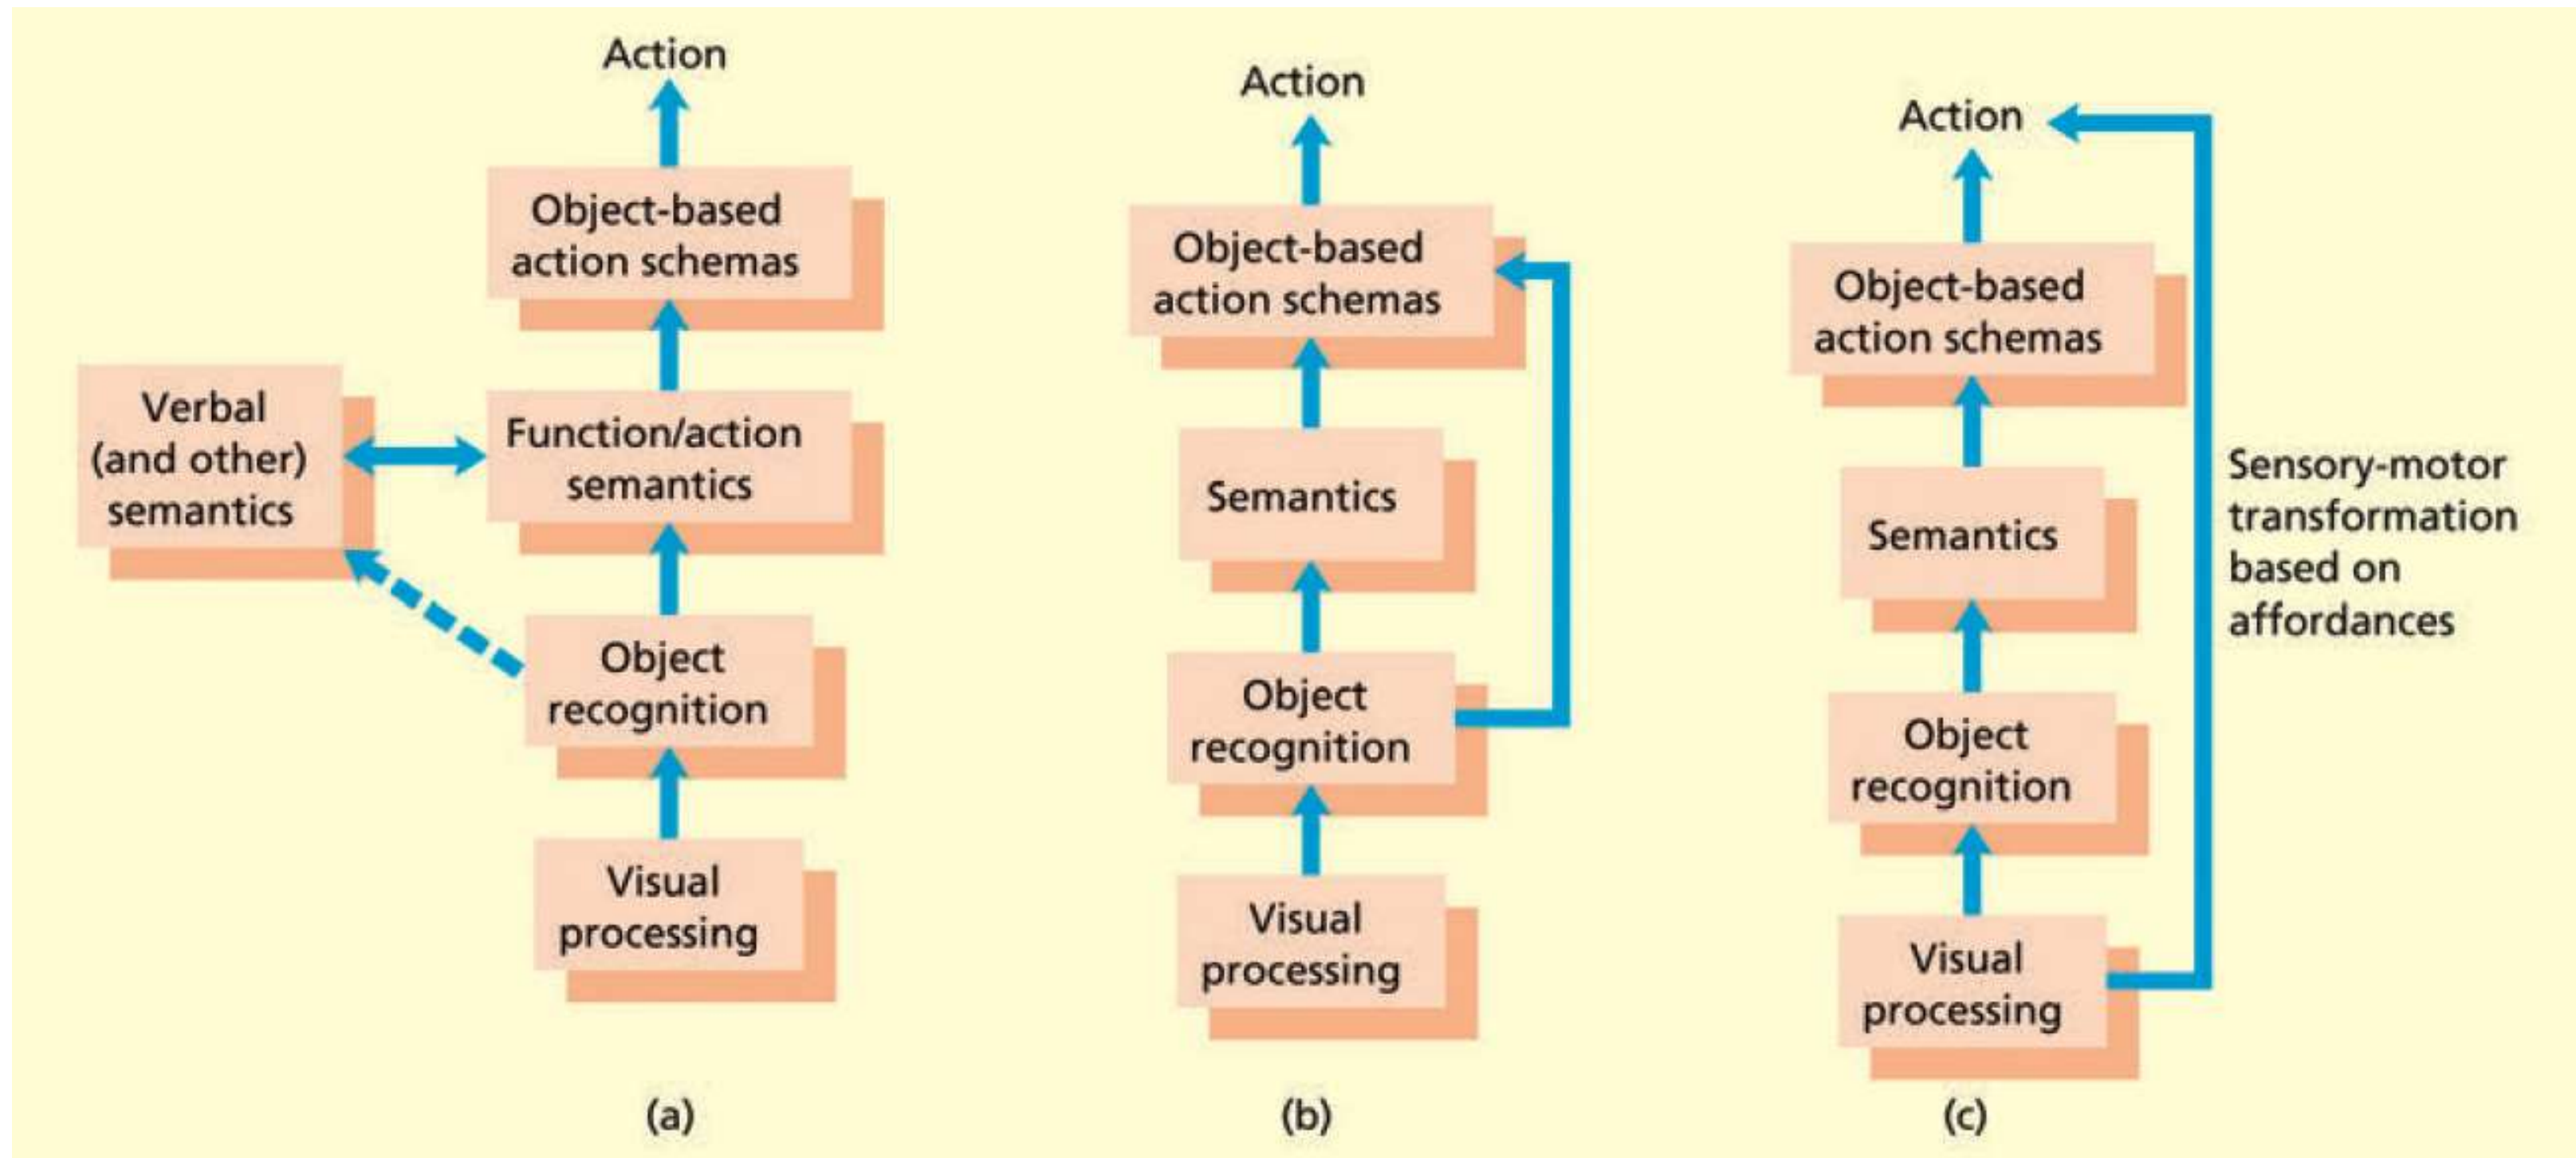 Action
Object-based
action schemas
Verbal
(and other)
semantics
Function/action
semantics
Object
recognition
Visual
processing
(a)
Action
Object-based
action schemas
Semantics
Object
recognition
Visual
processing
(b)
Action
Object-based
action schemas
Semantics
Object
recognition
Visual
processing
Sensory-motor
transformation
based on
affordances
(c)